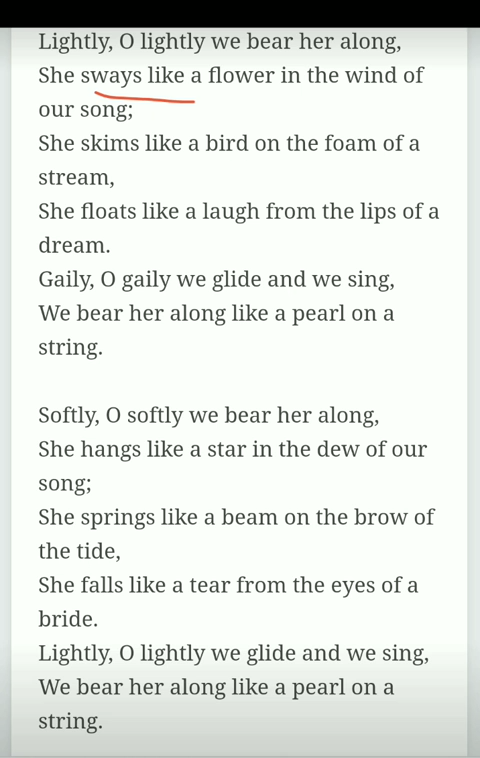 Lightly, O lightly we bear her along,
She sways like a flower in the wind of
our song;
She skims like a bird on the foam of a
stream,
She floats like a laugh from the lips of a
dream.
Gaily, O gaily we glide and we sing,
We bear her along like a pearl on a
string.
Softly, O softly we bear her along,
She hangs like a star in the dew of our
song;
She springs like a beam on the brow of
the tide,
She falls like a tear from the eyes of a
bride.
Lightly, O lightly we glide and we sing,
We bear her along like a pearl on a
string.